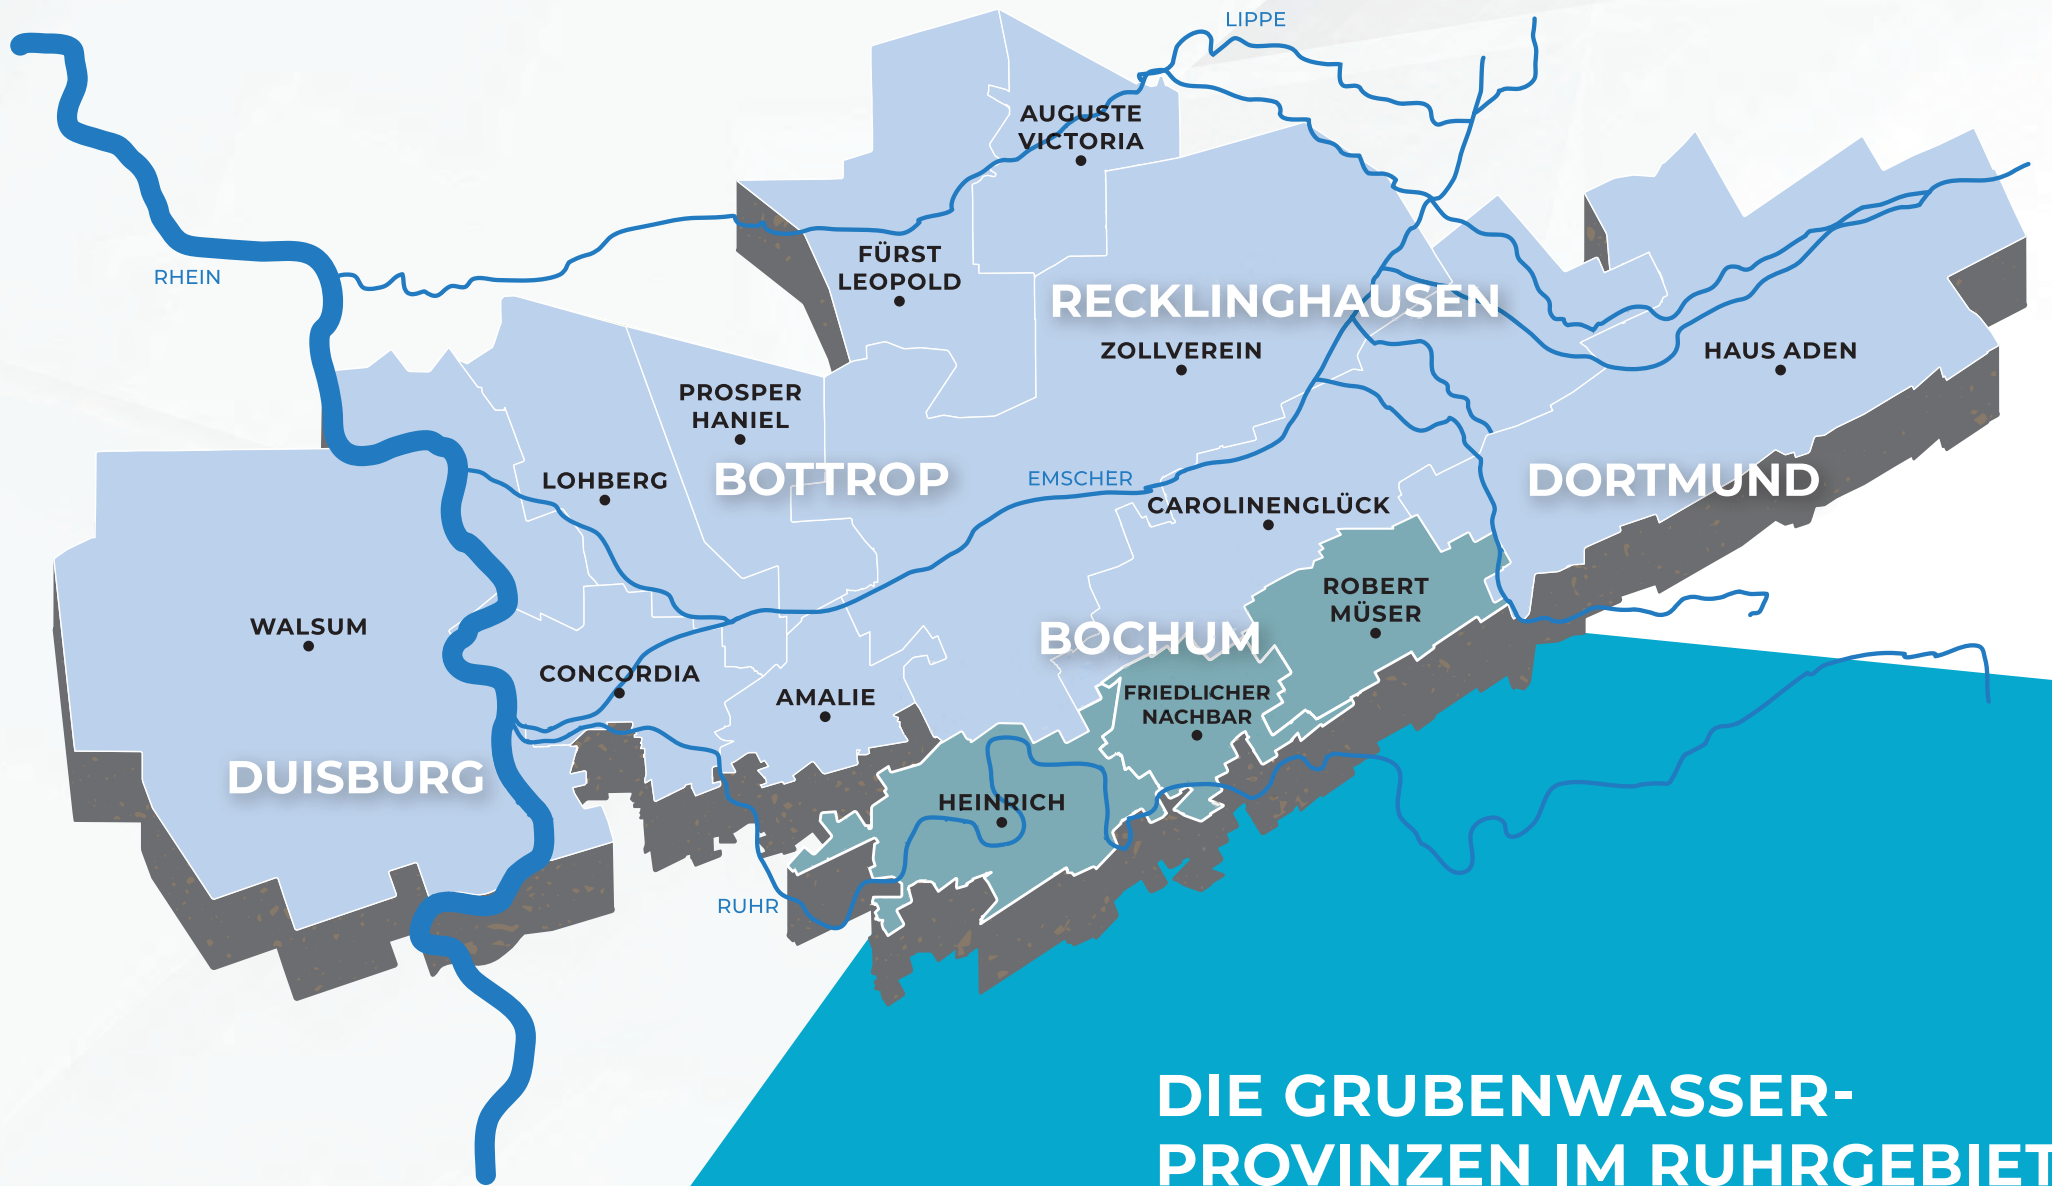 LIPPE
AUGUSTE
VICTORIA
RHEIN
FÜRST
LEOPOLD
RECKLINGHAUSEN
ZOLLVEREIN
HAUS ADEN
PROSPER
HANIEL
LOHBERG
BOTTROP
EMSCHER
DORTMUND
CAROLINENGLÜCK
ROBERT
MÜSER
WALSUM
BOCHUM
CONCORDIA
AMALIE
FRIEDLICHER
NACHBAR
DUISBURG
HEINRICH
RUHR
DIE GRUBENWASSER-
PROVINZEN IM RUHRGEBIET